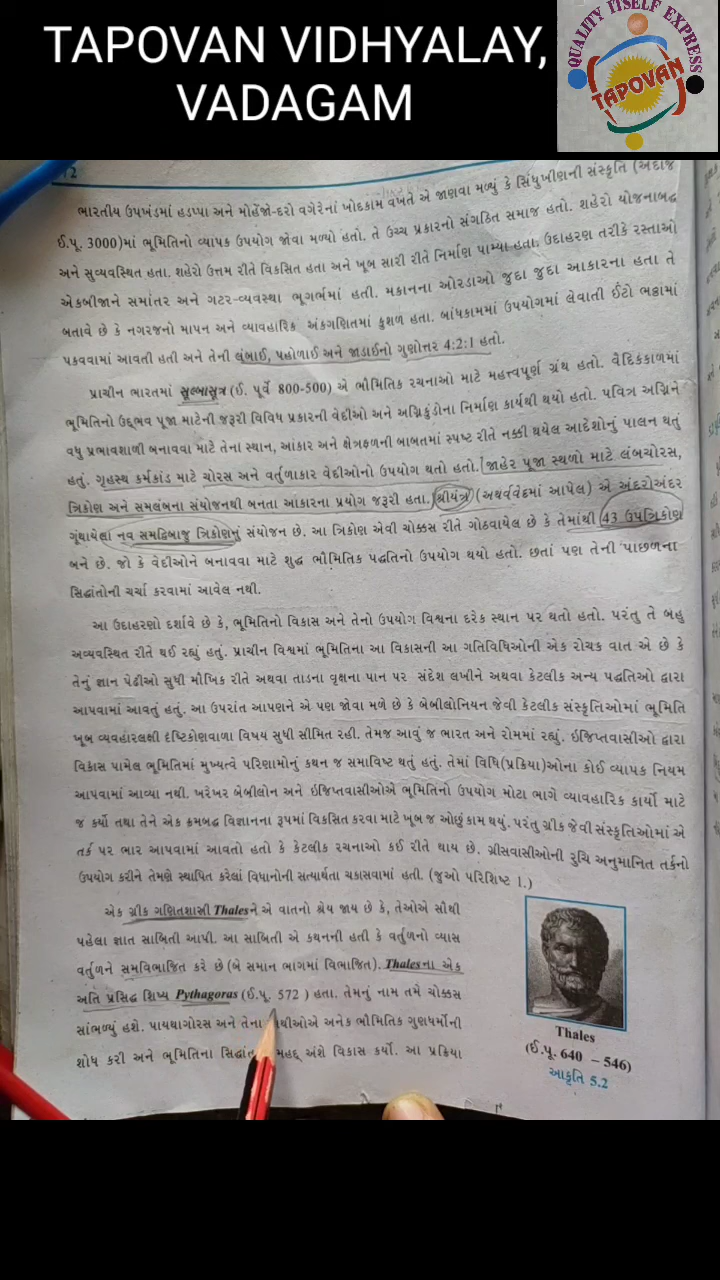 TAPOVAN VIDHYALAY,
VADAGAM
QUALITY ITSELF EXPRESS
TAPOVAN
ભારતીય ઉપખંડમાં હડપ્પા અને મોહેંજો-દરો વગેરેનાં ખોદકામ વખતે એ જાણવા મળ્યું કે સિંધુખીણની સંસ્કૃતિ (અંદાજે
ઈ.પૂ. 3000)માં ભૂમિતિનો વ્યાપક ઉપયોગ જોવા મળ્યો હતો. તે ઉચ્ચ પ્રકારનો સંગઠિત સમાજ હતો. શહેરો યોજનાબદ્ધ
અને સુવ્યવસ્થિત હતા. શહેરો ઉત્તમ રીતે વિકસિત હતા અને ખૂબ સારી રીતે નિર્માણ પામ્યા હતા. ઉદાહરણ તરીકે રસ્તાઓ
એકબીજાને સમાંતર અને ગટર-વ્યવસ્થા ભૂગર્ભમાં હતી. મકાનના ઓરડાઓ જુદા જુદા આકારના હતા તે
બતાવે છે કે નગરજનો માપન અને વ્યાવહારિક અંકગણિતમાં કુશળ હતા. બાંધકામમાં ઉપયોગમાં લેવાતી ઈંટો ભઠ્ઠામાં
પકવવામાં આવતી હતી અને તેની લંબાઈ, પહોળાઈ અને જાડાઈનો ગુણોત્તર 4:2:1 હતો.
પ્રાચીન ભારતમાં સુલ્બાસુત્ર (ઈ. પૂર્વે 800-500) એ ભૌમિતિક રચનાઓ માટે મહત્ત્વપૂર્ણ ગ્રંથ હતો. વૈદિકકાળમાં
ભૂમિતિનો ઉદ્ભવ પૂજા માટેની જરૂરી વિવિધ પ્રકારની વેદીઓ અને અગ્નિકુંડોના નિર્માણ કાર્યથી થયો હતો. પવિત્ર અગ્નિને
વધુ પ્રભાવશાળી બનાવવા માટે તેના સ્થાન, આકાર અને ક્ષેત્રફળની બાબતમાં સ્પષ્ટ રીતે નક્કી થયેલ આદેશોનું પાલન થતું
હતું. ગૃહસ્થ કર્મકાંડ માટે ચોરસ અને વર્તુળાકાર વેદીઓનો ઉપયોગ થતો હતો. જાહેર પૂજા સ્થળો માટે લંબચોરસ,
ત્રિકોણ અને સમલંબના સંયોજનથી બનતા આકારના પ્રયોગ જરૂરી હતા. શ્રીયંત્ર (અથર્વવેદમાં આપેલ) એ અંદરોઅંદર
ગૂંથાયેલા નવ સમદ્વિબાજુ ત્રિકોણનું સંયોજન છે. આ ત્રિકોણ એવી ચોક્કસ રીતે ગોઠવાયેલ છે કે તેમાંથી 43 ઉપત્રિકોણ
બને છે. જો કે વેદીઓને બનાવવા માટે શુદ્ધ ભૌમિતિક પદ્ધતિનો ઉપયોગ થયો હતો. છતાં પણ તેની પાછળના
સિદ્ધાંતોની ચર્ચા કરવામાં આવેલ નથી.
આ ઉદાહરણો દર્શાવે છે કે, ભૂમિતિનો વિકાસ અને તેનો ઉપયોગ વિશ્વના દરેક સ્થાન પર થતો હતો. પરંતુ તે બહુ
અવ્યવસ્થિત રીતે થઈ રહ્યું હતું. પ્રાચીન વિશ્વમાં ભૂમિતિના આ વિકાસની આ ગતિવિધિઓની એક રોચક વાત એ છે કે
તેનું જ્ઞાન પેઢીઓ સુધી મૌખિક રીતે અથવા તાડના વૃક્ષના પાન પર સંદેશ લખીને અથવા કેટલીક અન્ય પદ્ધતિઓ દ્વારા
આપવામાં આવતું હતું. આ ઉપરાંત આપણને એ પણ જોવા મળે છે કે બેબીલોનિયન જેવી કેટલીક સંસ્કૃતિઓમાં ભૂમિતિ
ખૂબ વ્યવહારલક્ષી દૃષ્ટિકોણવાળા વિષય સુધી સીમિત રહી. તેમજ આવું જ ભારત અને રોમમાં રહ્યું. ઇજિપ્તવાસીઓ દ્વારા
વિકાસ પામેલ ભૂમિતિમાં મુખ્યત્વે પરિણામોનું કથન જ સમાવિષ્ટ થતું હતું. તેમાં વિધિ(પ્રક્રિયા)ઓના કોઈ વ્યાપક નિયમ
આપવામાં આવ્યા નથી. ખરેખર બેબીલોન અને ઇજિપ્તવાસીઓએ ભૂમિતિનો ઉપયોગ મોટા ભાગે વ્યાવહારિક કાર્યો માટે
જ કર્યો તથા તેને એક ક્રમબદ્ધ વિજ્ઞાનના રૂપમાં વિકસિત કરવા માટે ખૂબ જ ઓછું કામ થયું. પરંતુ ગ્રીક જેવી સંસ્કૃતિઓમાં એ
તર્ક પર ભાર આપવામાં આવતો હતો કે કેટલીક રચનાઓ કઈ રીતે થાય છે. ગ્રીસવાસીઓની રુચિ અનુમાનિત તર્કનો
ઉપયોગ કરીને તેમણે સ્થાપિત કરેલાં વિધાનોની સત્યાર્થતા ચકાસવામાં હતી. (જુઓ પરિશિષ્ટ 1.)
એક ગ્રીક ગણિતશાસ્ત્રી Thalesને એ વાતનો શ્રેય જાય છે કે, તેઓએ સૌથી
પહેલા જ્ઞાત સાબિતી આપી. આ સાબિતી એ કથનની હતી કે વર્તુળનો વ્યાસ
વર્તુળને સમવિભાજિત કરે છે (બે સમાન ભાગમાં વિભાજિત). Thalesના એક
અતિ પ્રસિદ્ધ શિષ્ય Pythagoras (ઈ.પૂ. 572 ) હતા. તેમનું નામ તમે ચોક્કસ
સાંભળ્યું હશે. પાયથાગોરસ અને તેના અનેક ભૌમિતિક ગુણધર્મોની
શોધ કરી અને ભૂમિતિના મહદ્ અંશે વિકાસ કર્યો. આ પ્રક્રિયા
Thales
(ઈ.પૂ. 640 – 546)
આકૃતિ 5.2